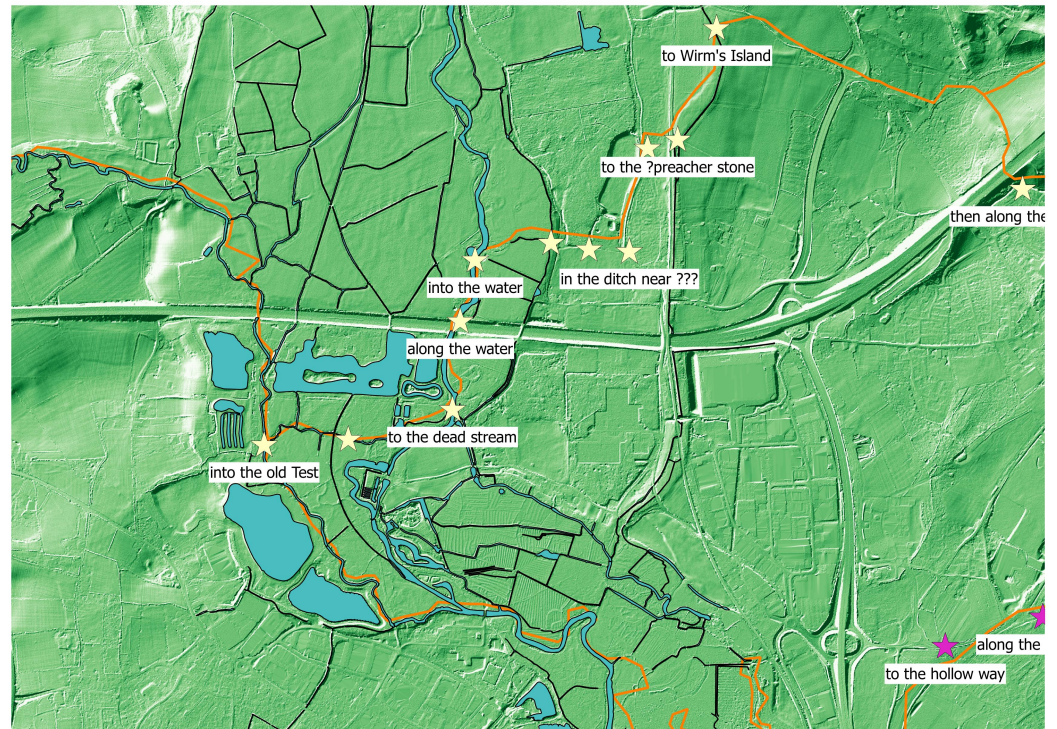 to Wirm's Island
to the ?preacher stone
then along the
in the ditch near ???
into the water
along the water
to the dead stream
into the old Test
along the
to the hollow way